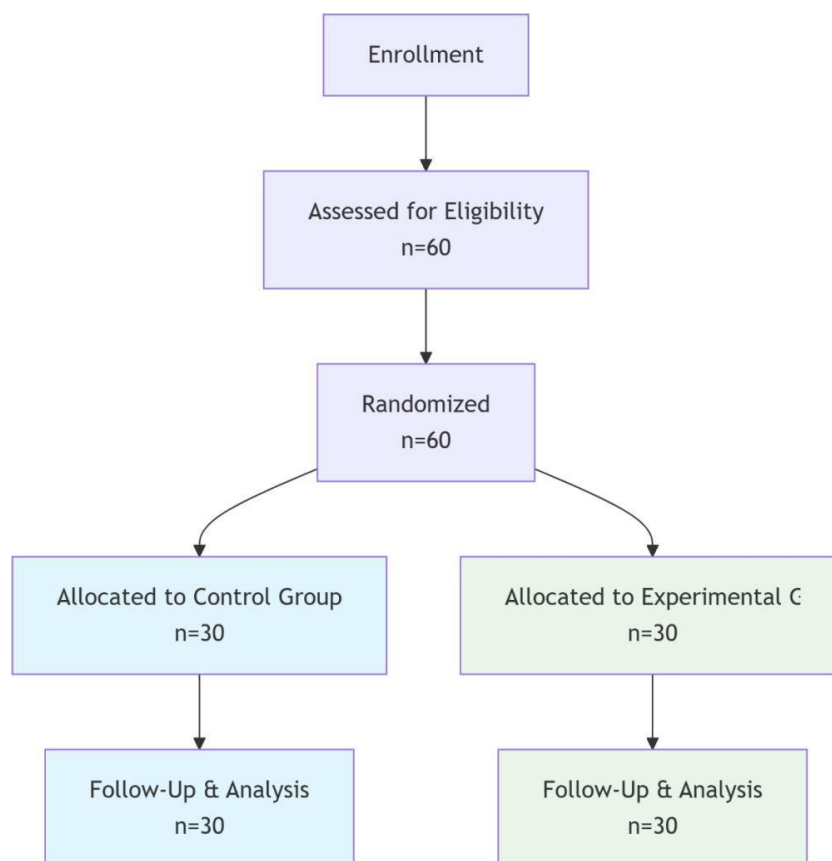 Enrollment
Assessed for Eligibility
n=60
Randomized
n=60
Allocated to Control Group
n=30
Allocated to Experimental
n=30
Follow-Up & Analysis
n=30
Follow-Up & Analysis
n=30